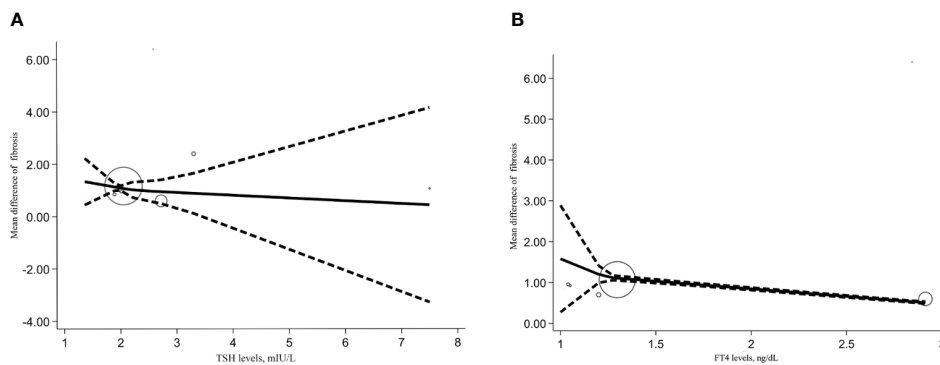 A
6.00
4.00
2.00
0.00
-2.00
-4.00
Mean difference of fibrosis
1 2 3 4 5 6 7 8
TSH levels, mIU/L
B
6.00
5.00
4.00
3.00
2.00
1.00
0.00
Mean difference of fibrosis
1 1.5 2 2.5 3
FT4 levels, ng/dL